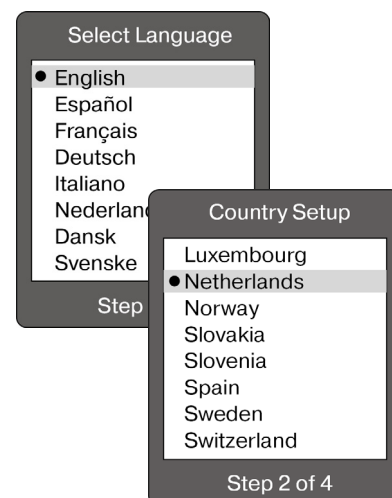 Select Language
English
Español
Français
Deutsch
Italiano
Dansk
Svenske
Step
Country Setup
Luxembourg
Netherlands
Norway
Slovakia
Slovenia
Spain
Sweden
Switzerland
Step 2 of 4